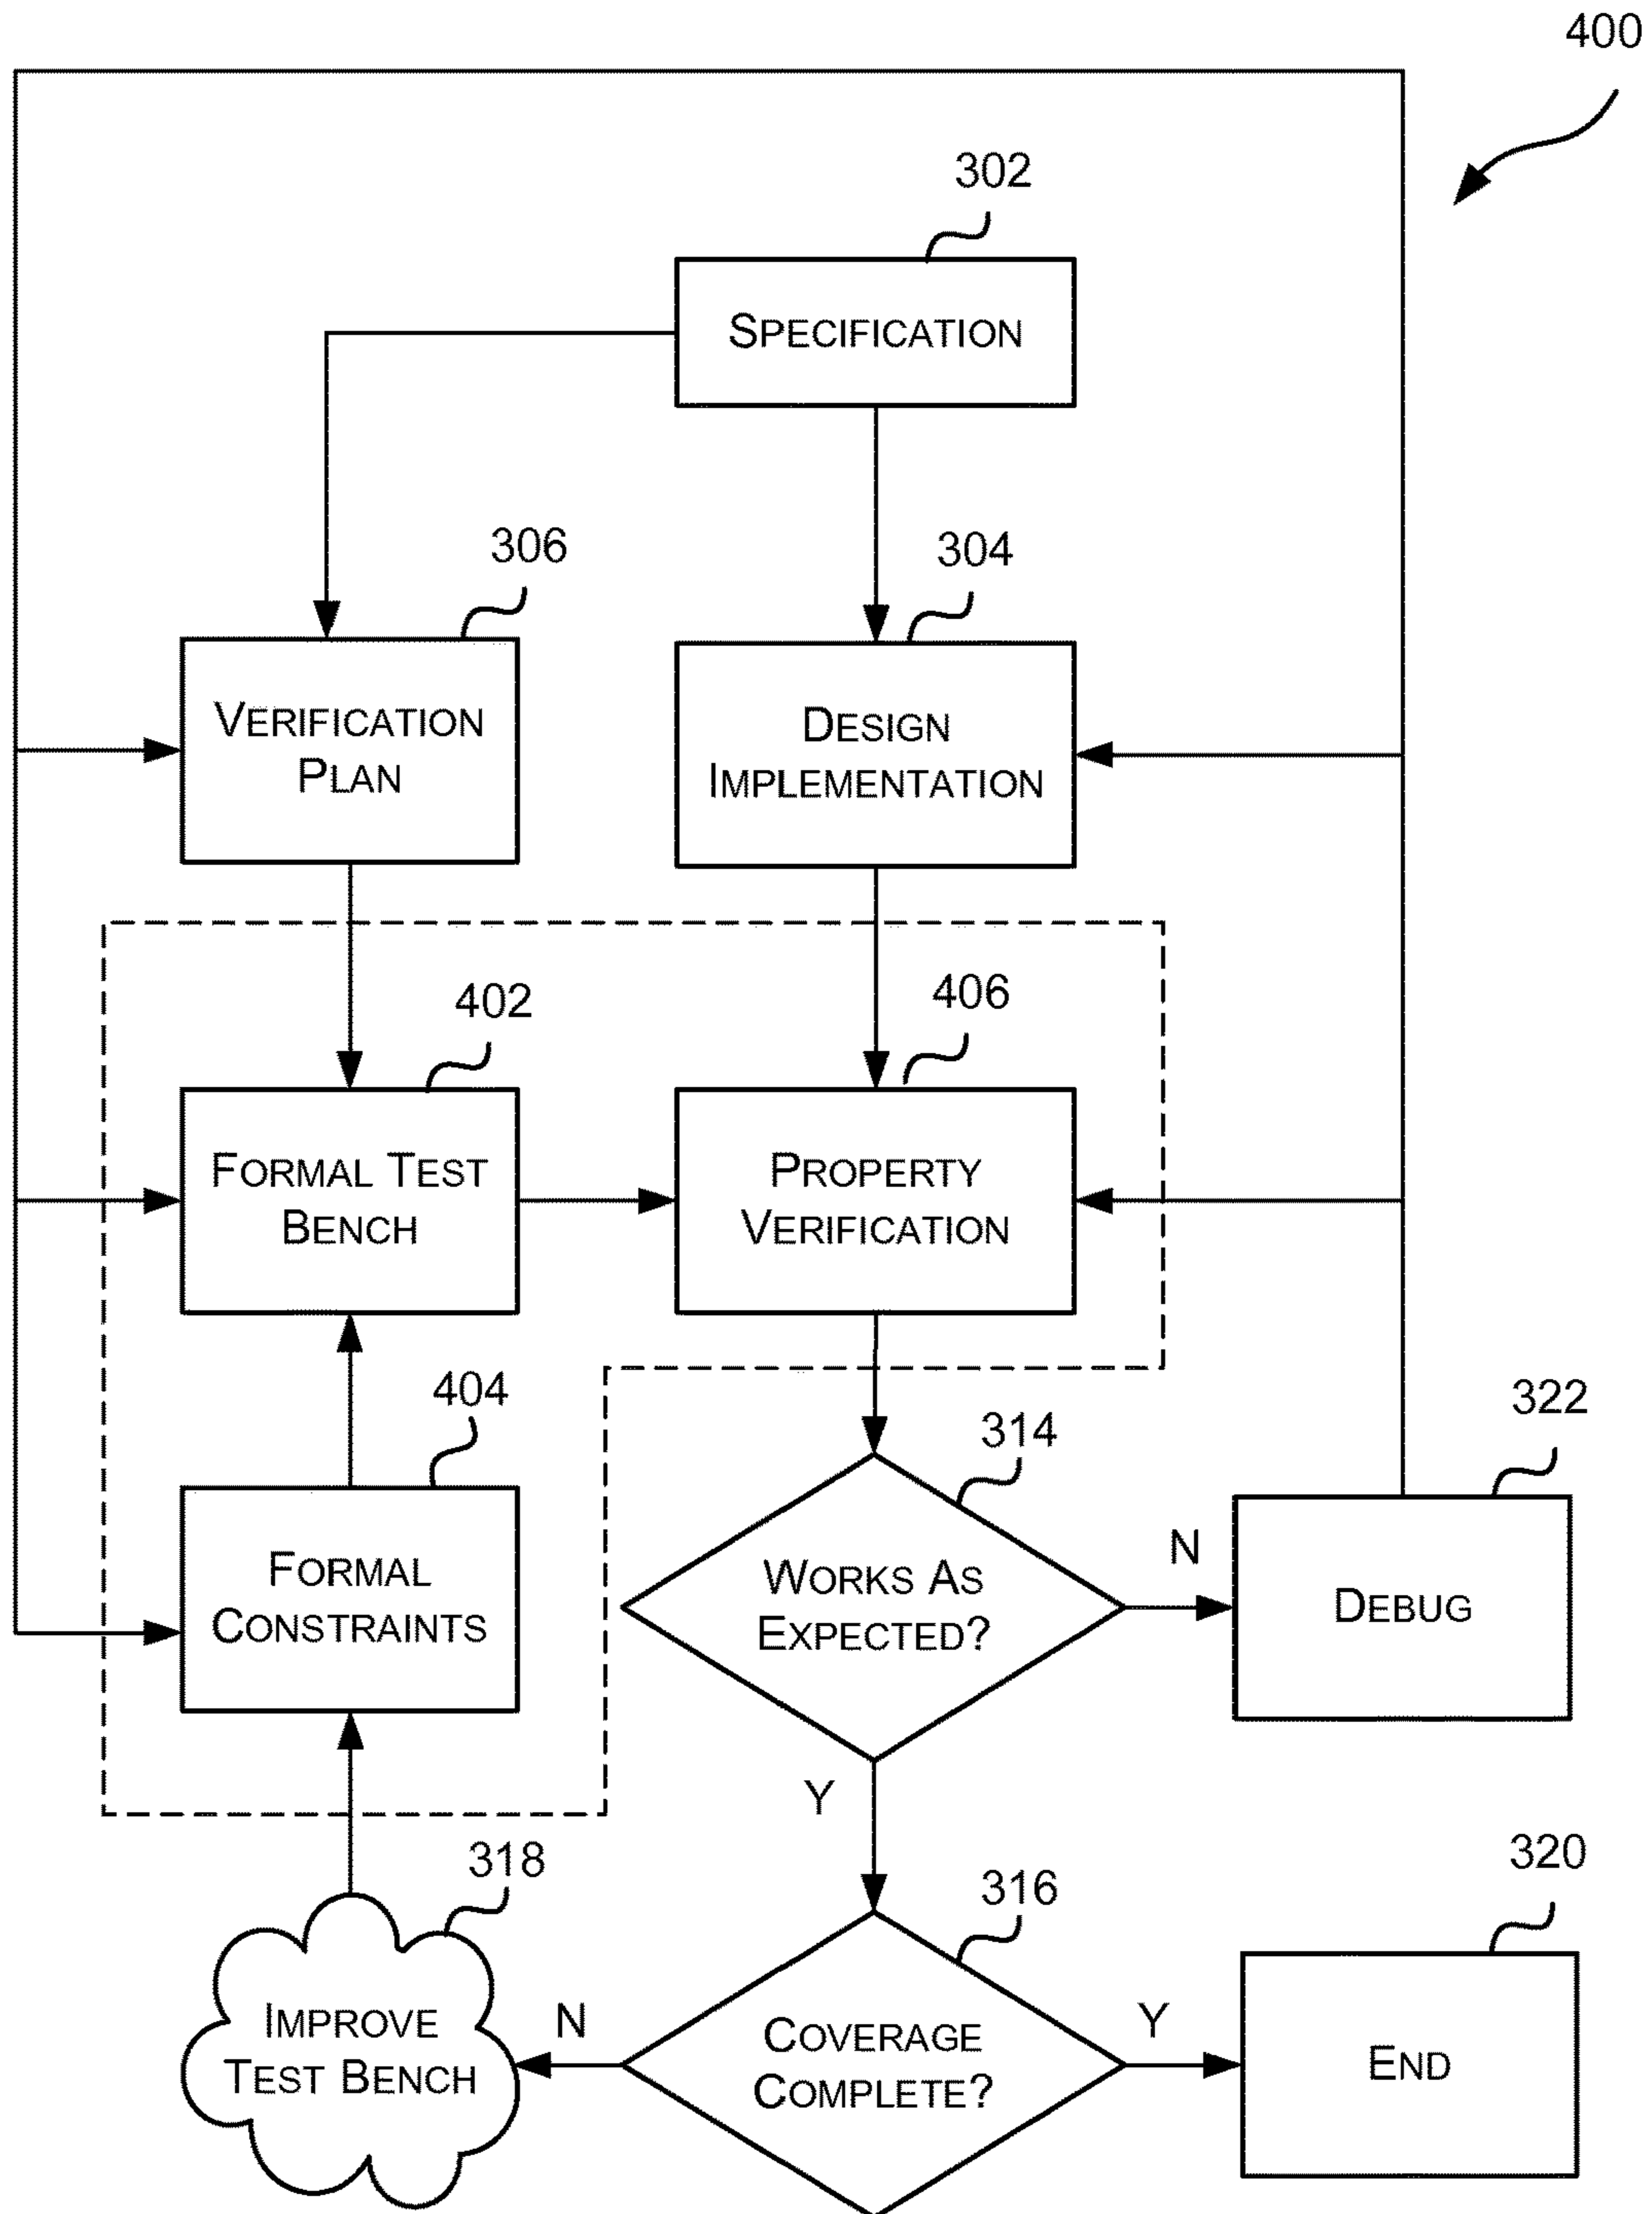 400
302
SPECIFICATION
306
304
VERIFICATION
PLAN
DESIGN
IMPLEMENTATION
402
406
FORMAL TEST
BENCH
PROPERTY
VERIFICATION
404
314
322
FORMAL
CONSTRAINTS
WORKS AS
EXPECTED?
N
DEBUG
Y
318
316
320
IMPROVE
TEST BENCH
N
COVERAGE
COMPLETE?
Y
END